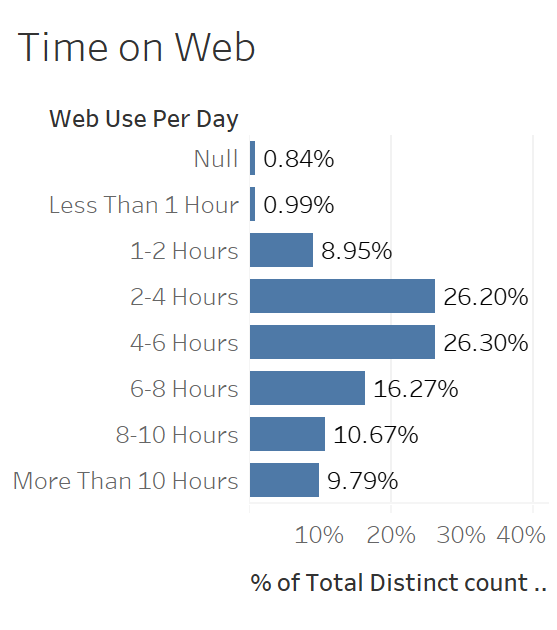 Time on Web
Web Use Per Day
Null 0.84%
Less Than 1 Hour 0.99%
1-2 Hours 8.95%
2-4 Hours 26.20%
4-6 Hours 26.30%
6-8 Hours 16.27%
8-10 Hours 10.67%
More Than 10 Hours 9.79%
10% 20% 30% 40%
% of Total Distinct count ..